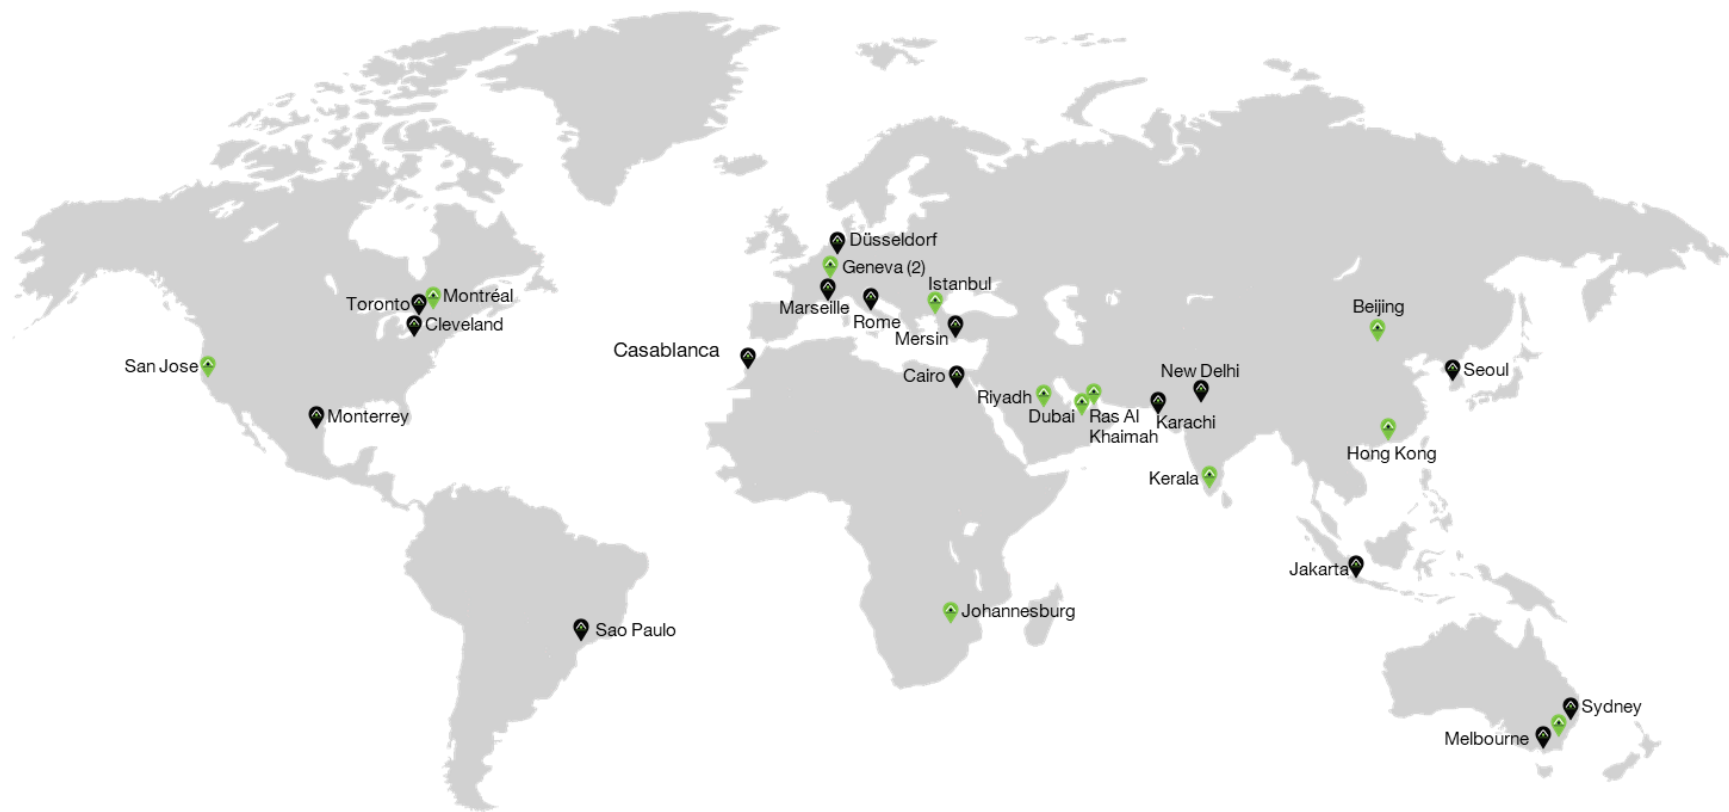 Düsseldorf
Geneva (2)
Istanbul
Montréal
Toronto
Marseille
Rome
Cleveland
Mersin
Beijing
Casablanca
San Jose
Cairo
New Delhi
Seoul
Riyadh
Dubai
Ras Al
Khaimah
Karachi
Monterrey
Hong Kong
Kerala
Jakarta
Johannesburg
Sao Paulo
Sydney
Melbourne